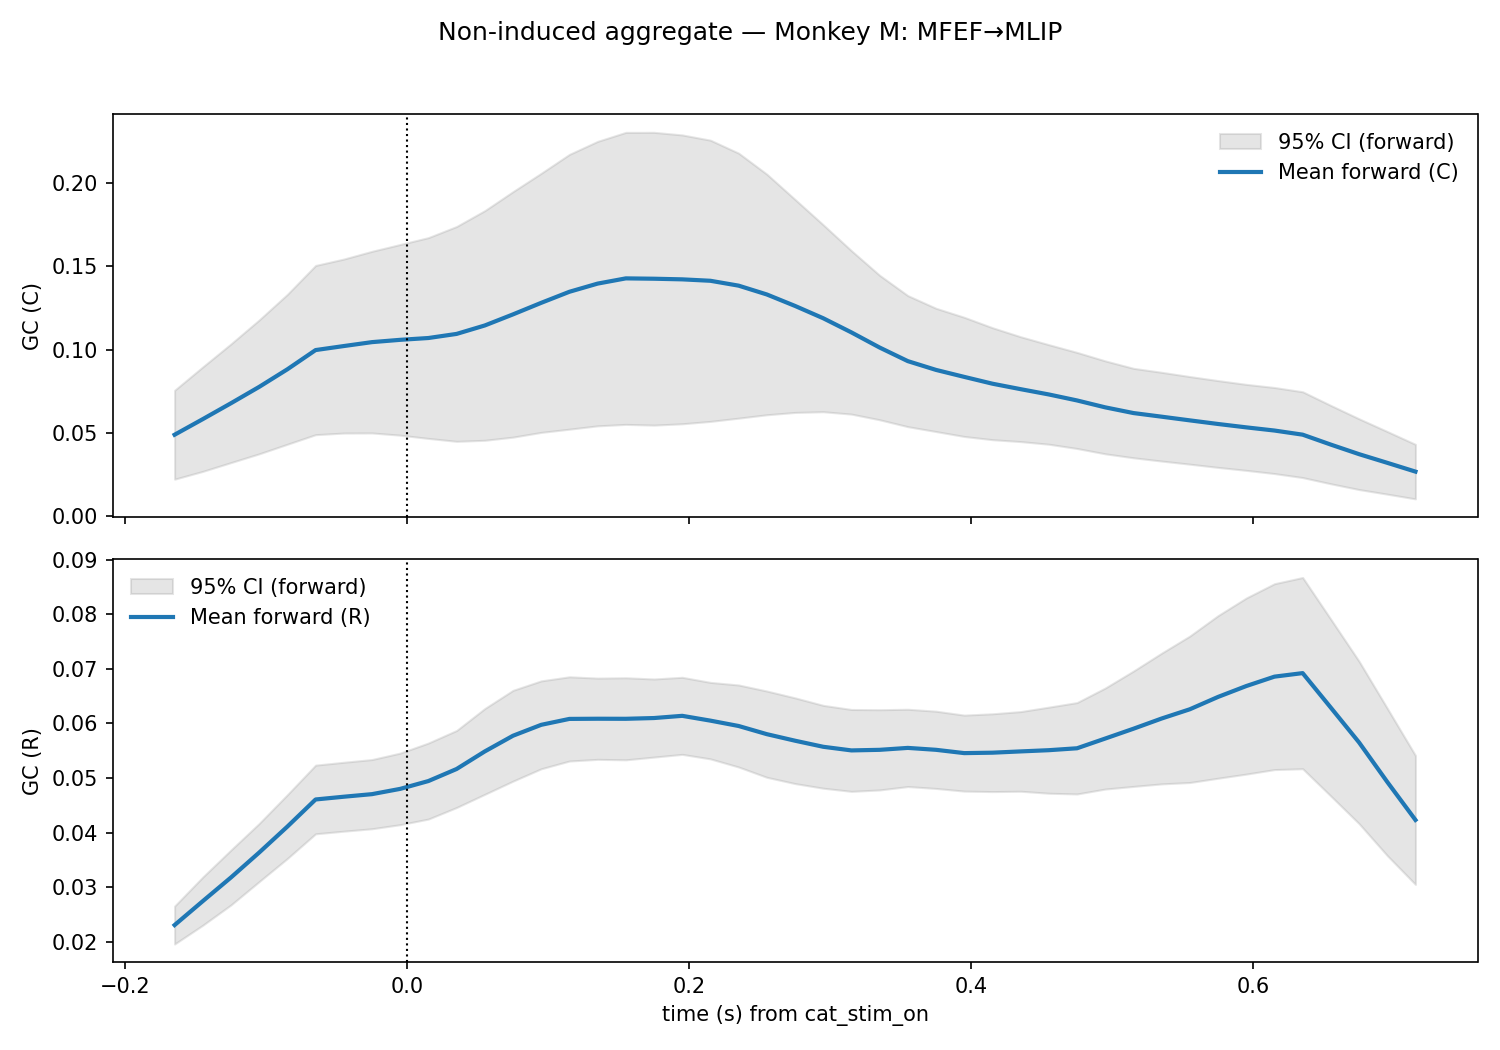 Non-induced aggregate — Monkey M: MFEF→MLIP
GC (C)
0.20
0.15
0.10
0.05
0.00
95% CI (forward)
Mean forward (C)
GC (R)
0.09
0.08
0.07
0.06
0.05
0.04
0.03
0.02
95% CI (forward)
Mean forward (R)
−0.2 0.0 0.2 0.4 0.6
time (s) from cat_stim_on